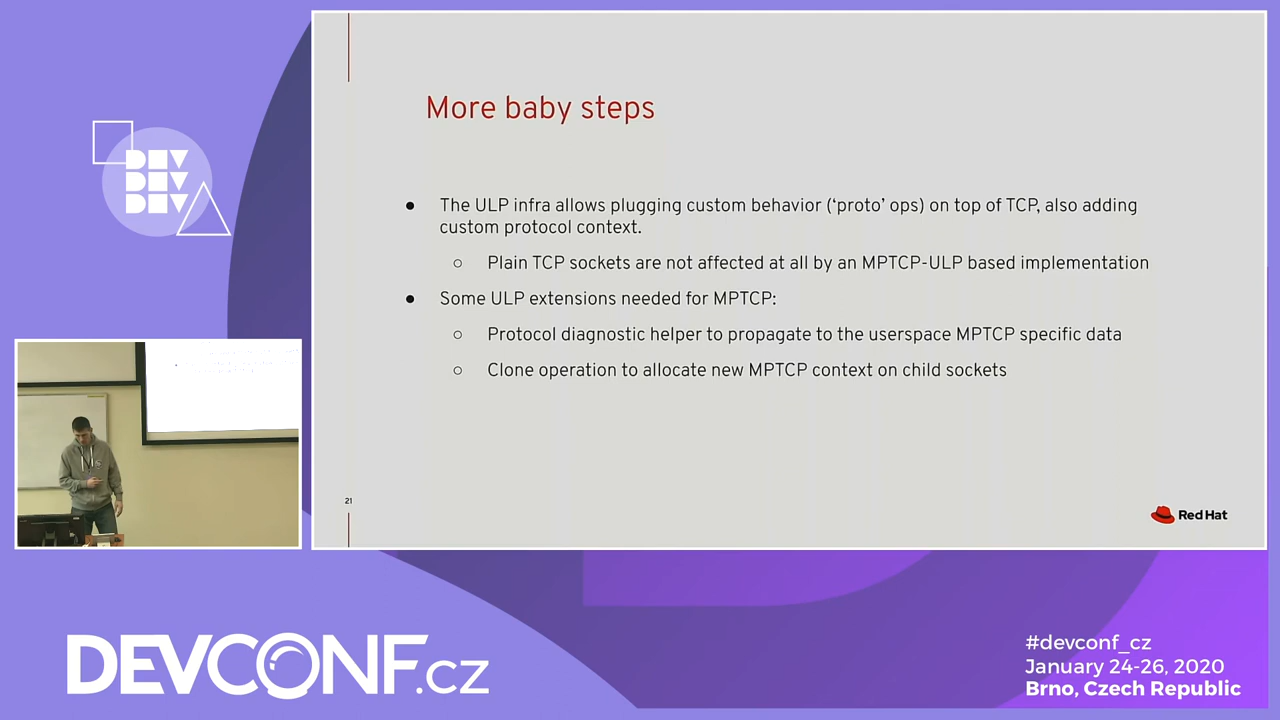 DEV
DEV
DEV
More baby steps
● The ULP infra allows plugging custom behavior (‘proto’ ops) on top of TCP, also adding
custom protocol context.
○ Plain TCP sockets are not affected at all by an MPTCP-ULP based implementation
● Some ULP extensions needed for MPTCP:
○ Protocol diagnostic helper to propagate to the userspace MPTCP specific data
○ Clone operation to allocate new MPTCP context on child sockets
21
Red Hat
DEVCONF.cz
#devconf_cz
January 24-26, 2020
Brno, Czech Republic